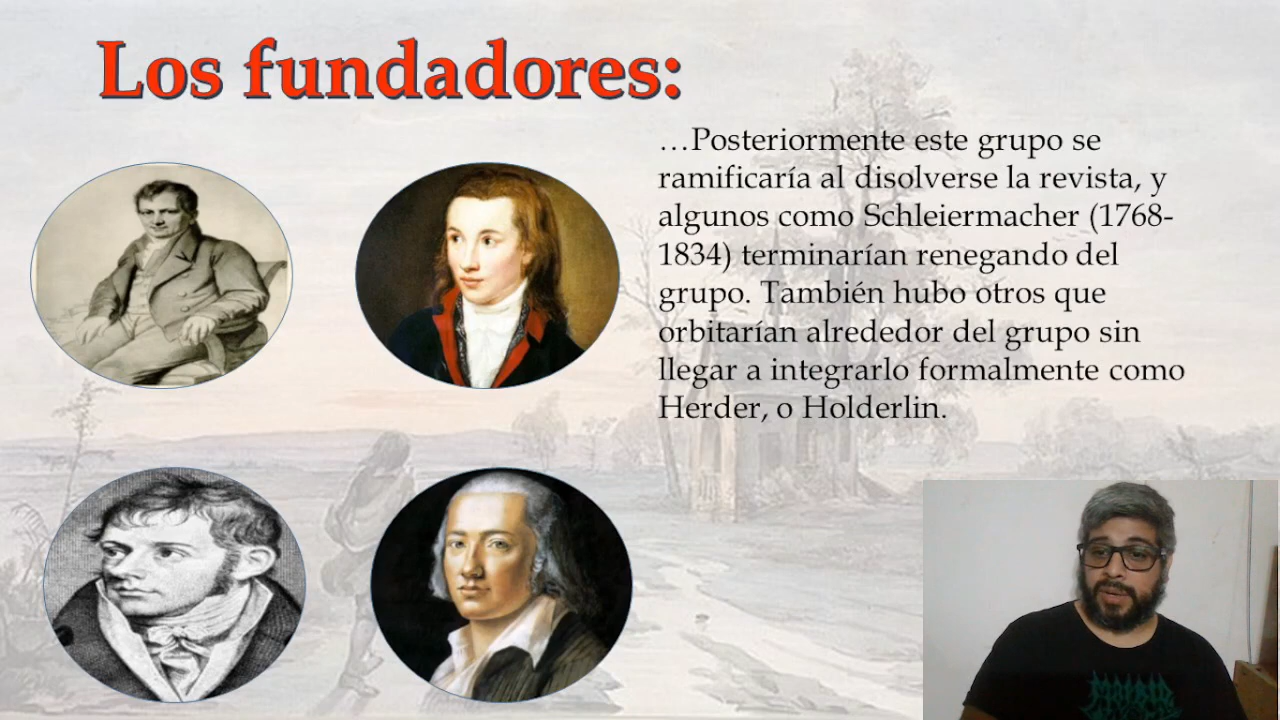 Los fundadores:
…Posteriormente este grupo se
ramificaría al disolverse la revista, y
algunos como Schleiermacher (1768-
1834) terminarían renegando del
grupo. También hubo otros que
orbitarían alrededor del grupo sin
llegar a integrarlo formalmente como
Herder, o Holderlin.